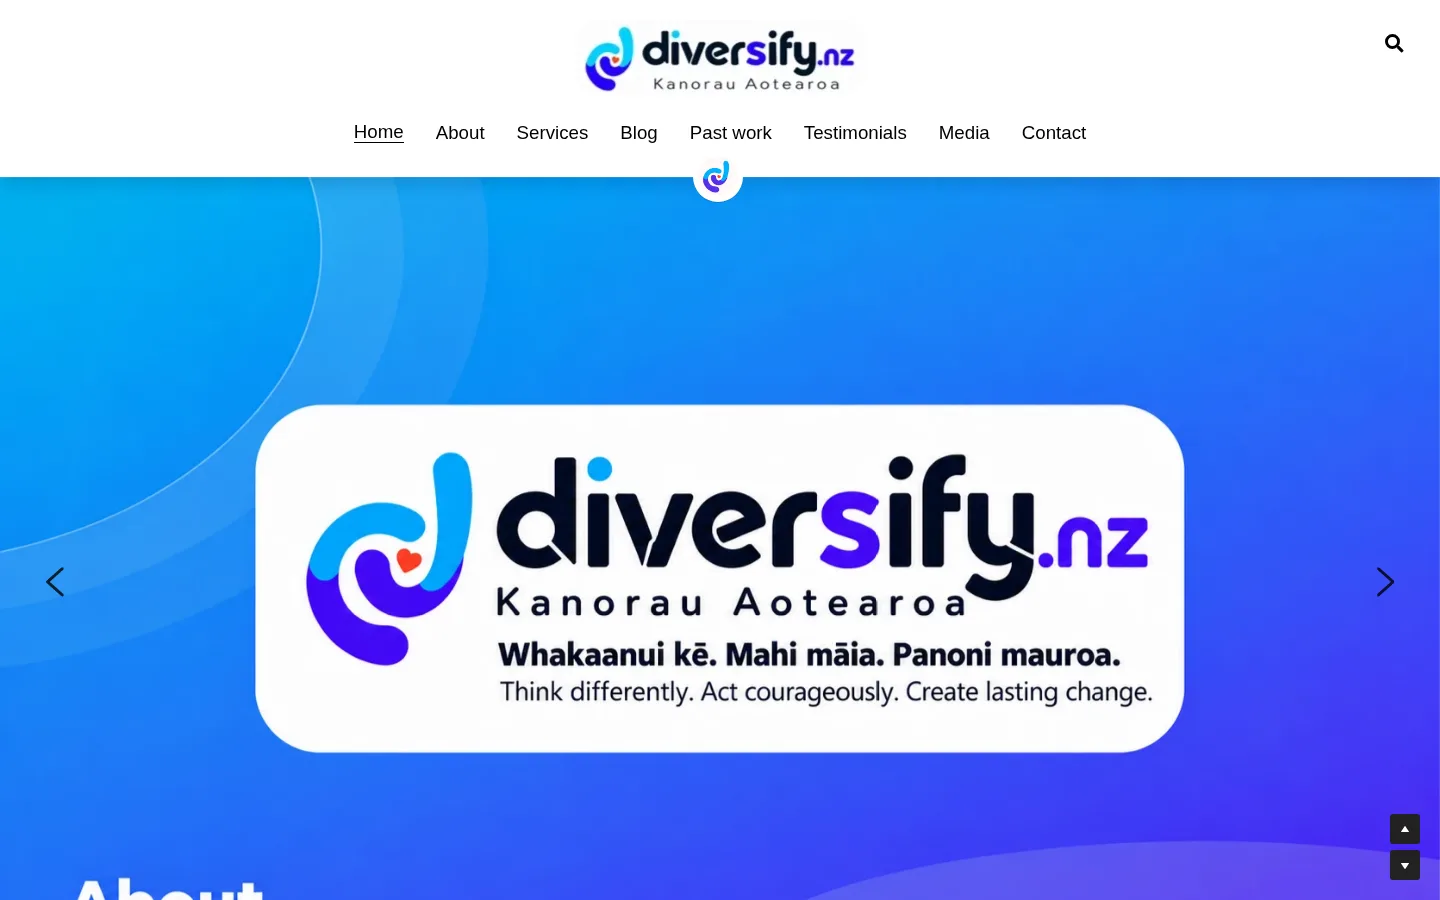 diversify.nz
Kanorau Aotearoa
Home About Services Blog Past work Testimonials Media Contact
diversify.nz
Kanorau Aotearoa
Whakaanui kē. Mahi māia. Panoni mauroa.
Think differently. Act courageously. Create lasting change.
About